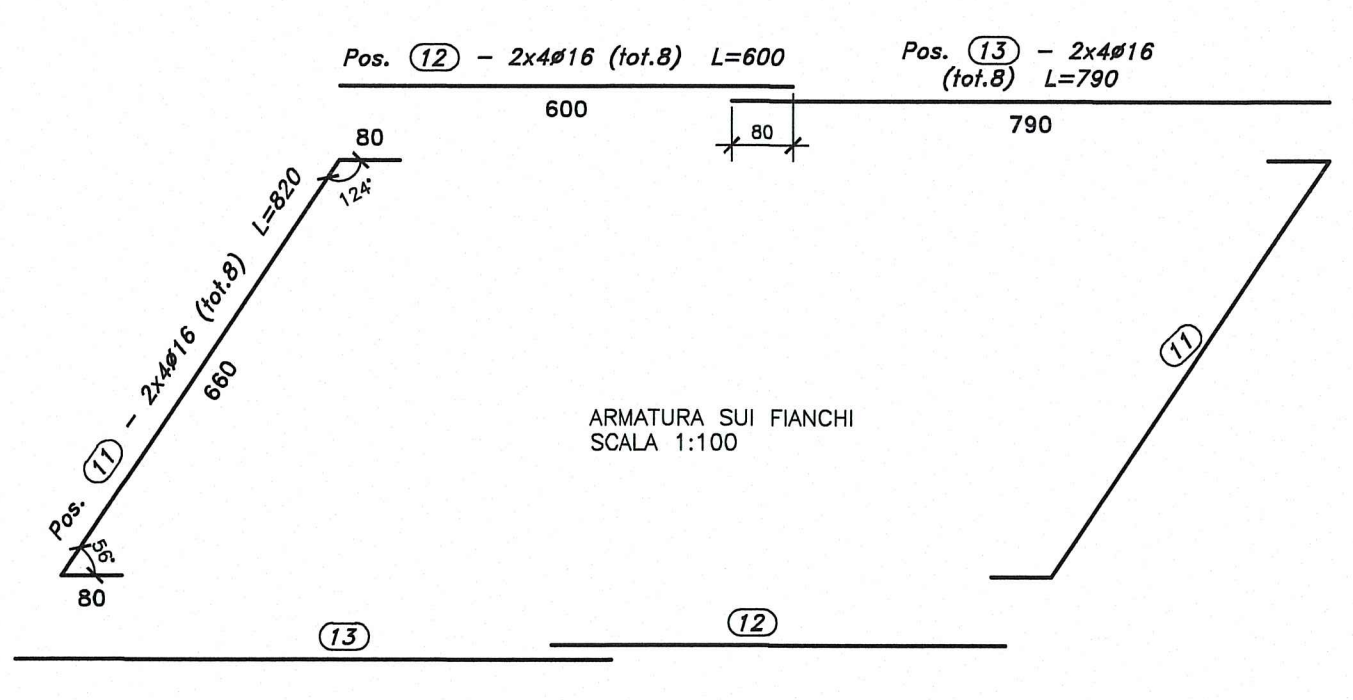 Pos. 12 - 2x4ø16 (tot.8) L=600
600
Pos. 13 - 2x4ø16
(tot.8) L=790
790
80
80
124°
Pos. 11 - 2x4ø16 (tot.8) L=820
660
56°
80
11
ARMATURA SUI FIANCHI
SCALA 1:100
13
12